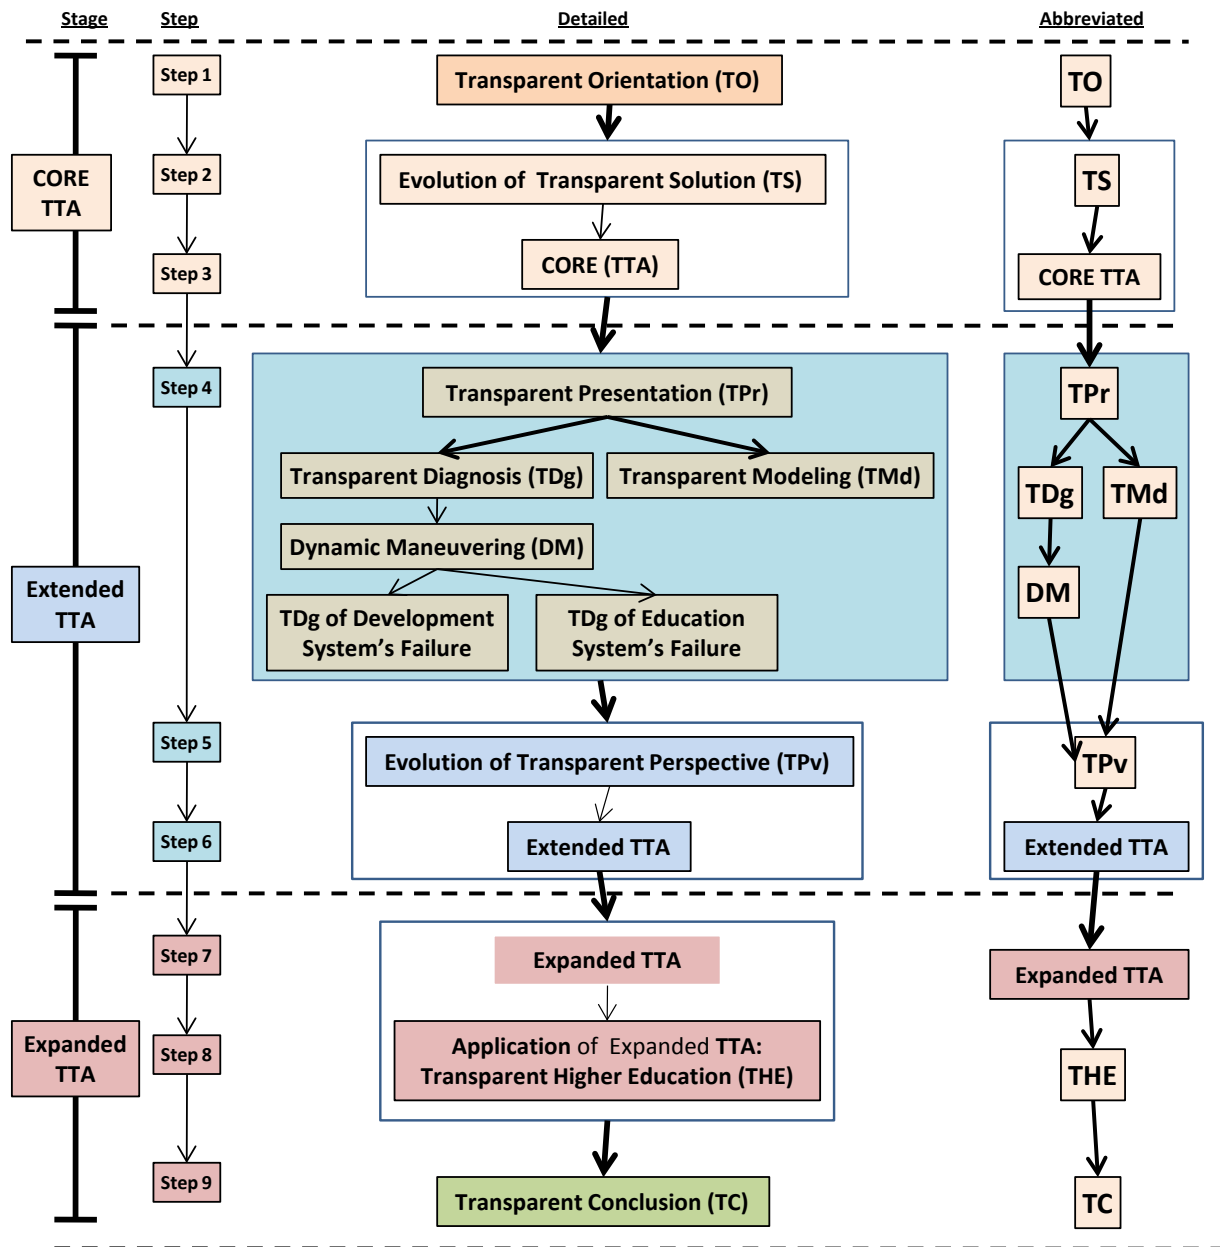 Stage
Step
Detailed
Abbreviated
Step 1
Transparent Orientation (TO)
TO
CORE
TTA
Step 2
Evolution of Transparent Solution (TS)
TS
Step 3
CORE (TTA)
CORE TTA
Step 4
Transparent Presentation (TPr)
TPr
Transparent Diagnosis (TDg)
Transparent Modeling (TMd)
TDg
TMd
Dynamic Maneuvering (DM)
DM
Extended
TTA
TDg of Development
System's Failure
TDg of Education
System's Failure
Step 5
Evolution of Transparent Perspective (TPv)
TPv
Step 6
Extended TTA
Extended TTA
Step 7
Expanded TTA
Expanded TTA
Expanded
TTA
Step 8
Application of Expanded TTA:
Transparent Higher Education (THE)
THE
Step 9
Transparent Conclusion (TC)
TC